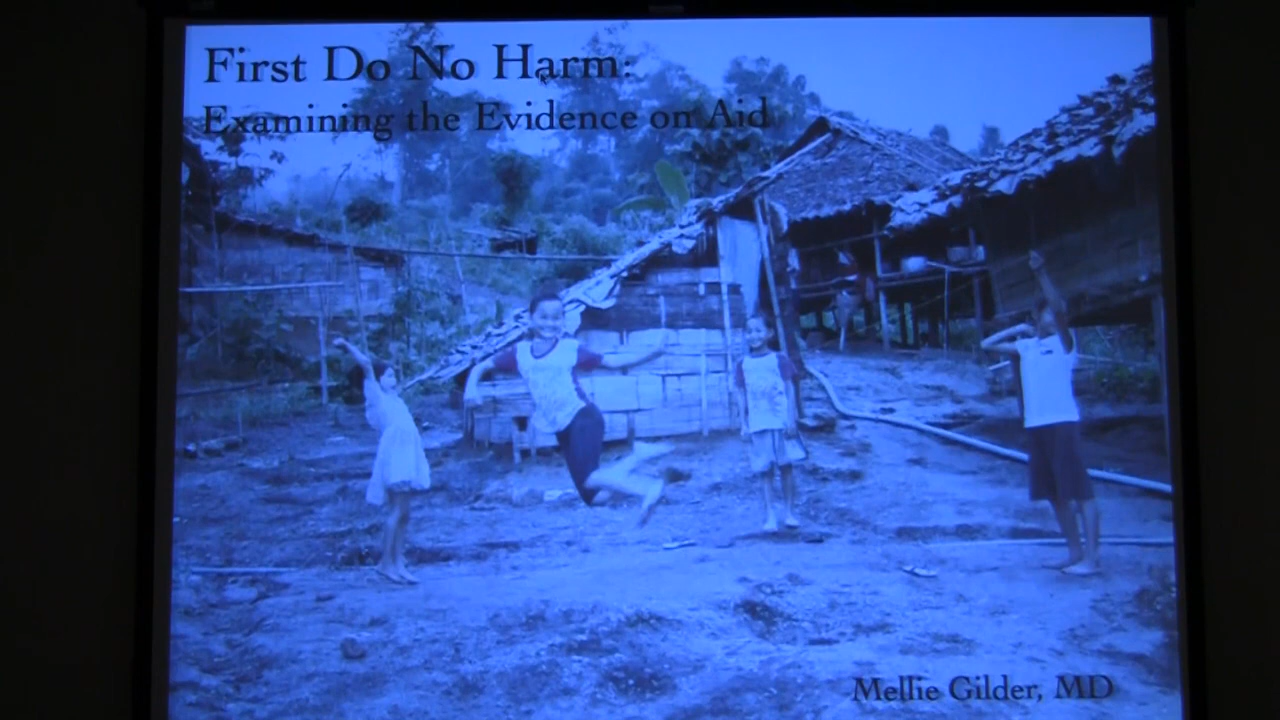 First Do No Harm:
Examining the Evidence on Aid
Mellie Gilder, MD